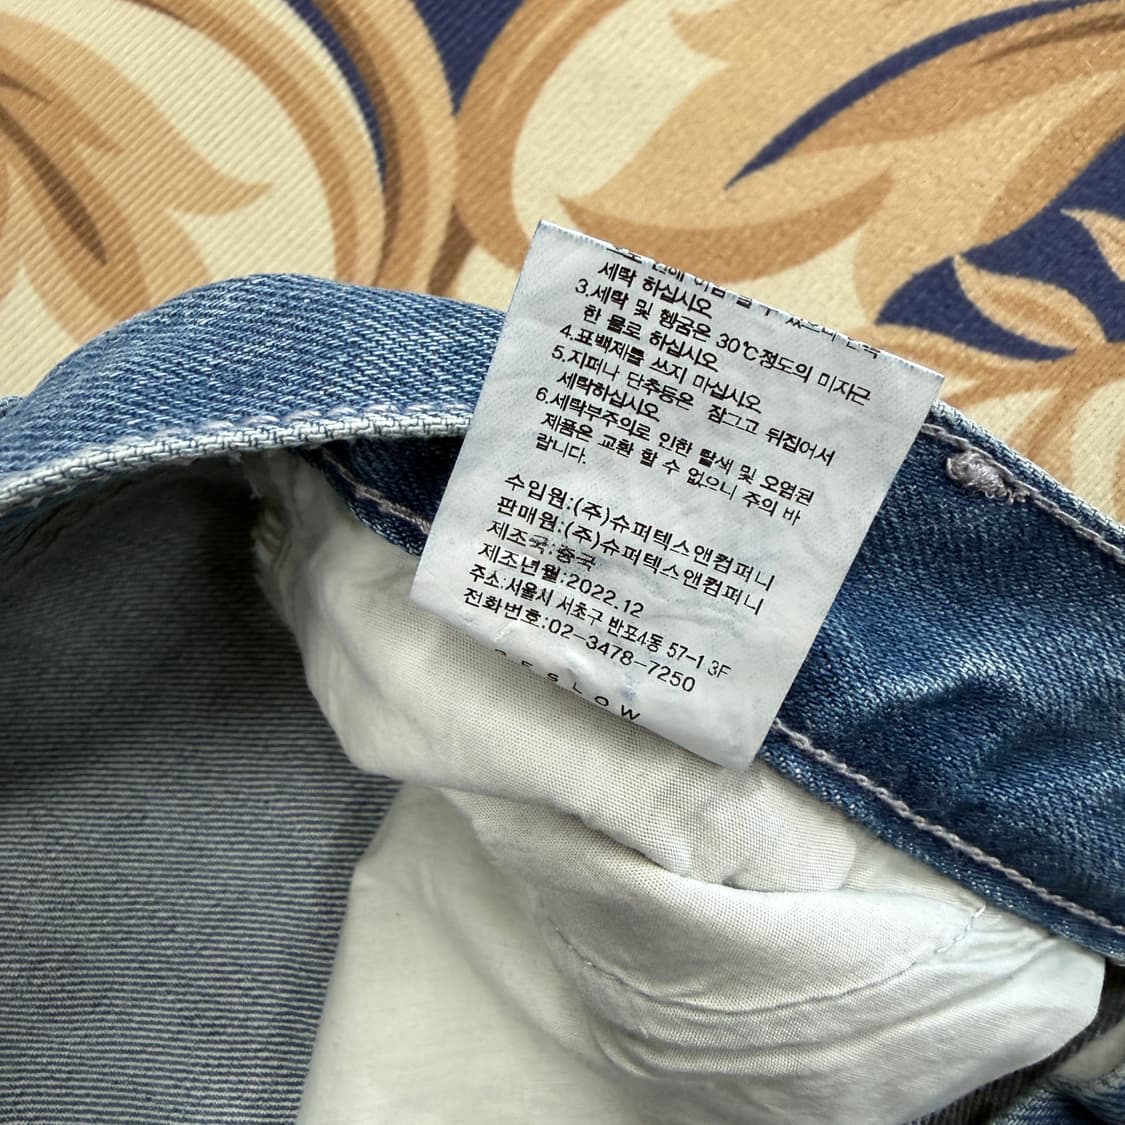 세탁 하십시오
3.세탁 및 헹굼은 30℃정도의 미지근
한 물로 하십시오
4.표백제를 쓰지 마십시오
5.지퍼나 단추등은 잠그고 뒤집어서
세탁하십시오
6.세탁부주의로 인한 탈색 및 오염된
제품은 교환 할 수 없으니 주의 바
랍니다.
수입원:(주)슈퍼텍스앤컴퍼니
판매원:(주)슈퍼텍스앤컴퍼니
제조국:중국
제조년월:2022.12
주소:서울시 서초구 반포4동 57-1 3F
전화번호:02-3478-7250
BESLOW